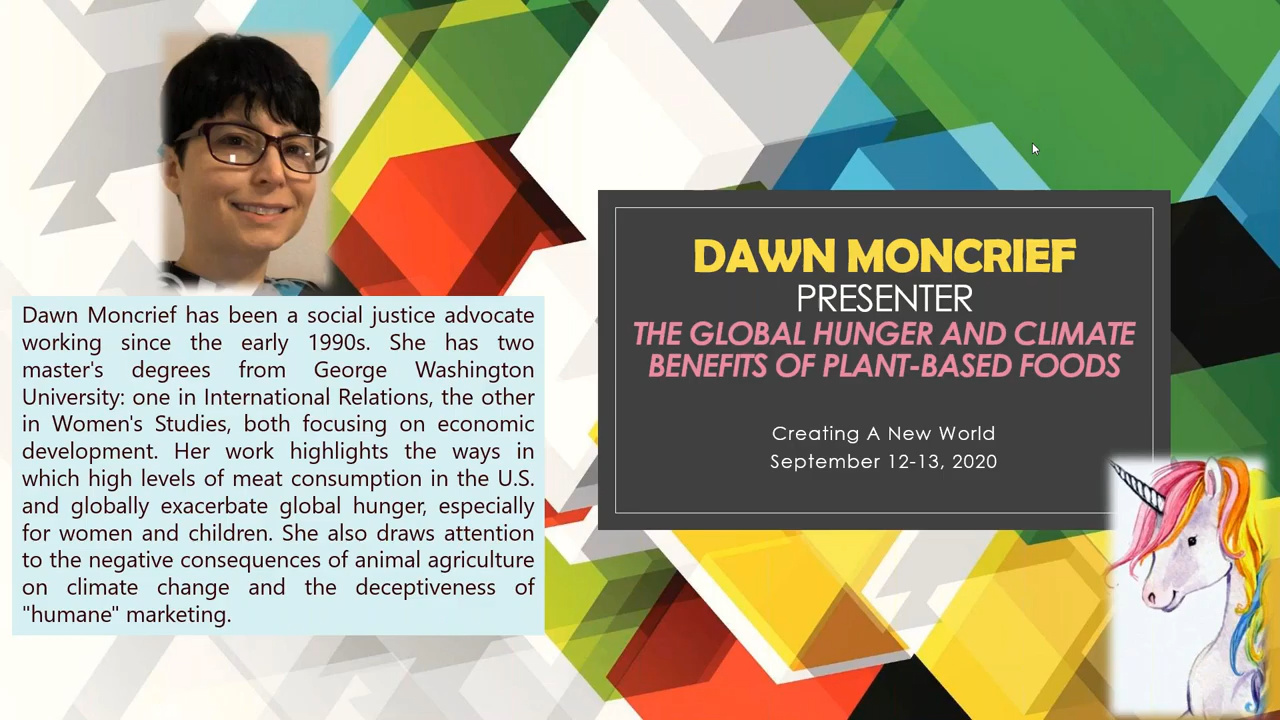 Dawn Moncrief has been a social justice advocate
working since the early 1990s. She has two
master's degrees from George Washington
University: one in International Relations, the other
in Women's Studies, both focusing on economic
development. Her work highlights the ways in
which high levels of meat consumption in the U.S.
and globally exacerbate global hunger, especially
for women and children. She also draws attention
to the negative consequences of animal agriculture
on climate change and the deceptiveness of
"humane" marketing.
DAWN MONCRIEF
PRESENTER
THE GLOBAL HUNGER AND CLIMATE
BENEFITS OF PLANT-BASED FOODS
Creating A New World
September 12-13, 2020